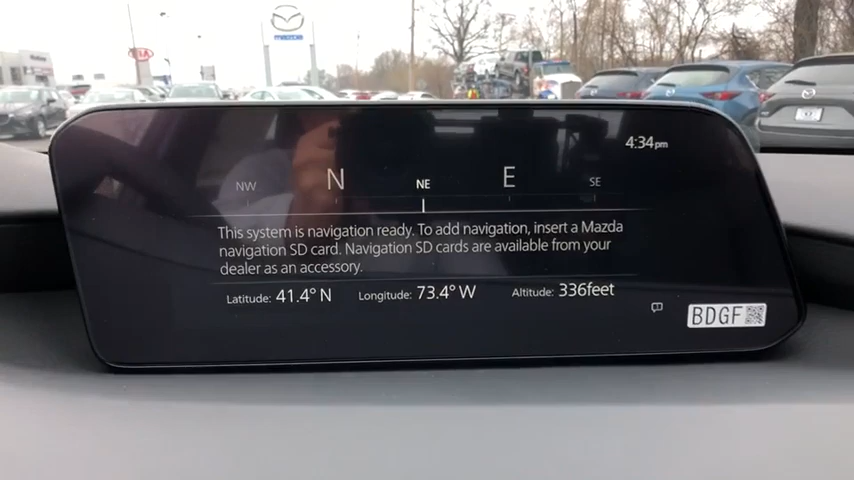 KIA
mazda
4:34pm
NW N NE E SE
This system is navigation ready. To add navigation, insert a Mazda
navigation SD card. Navigation SD cards are available from your
dealer as an accessory.
Latitude: 41.4° N Longitude: 73.4° W Altitude: 336feet
BDGF